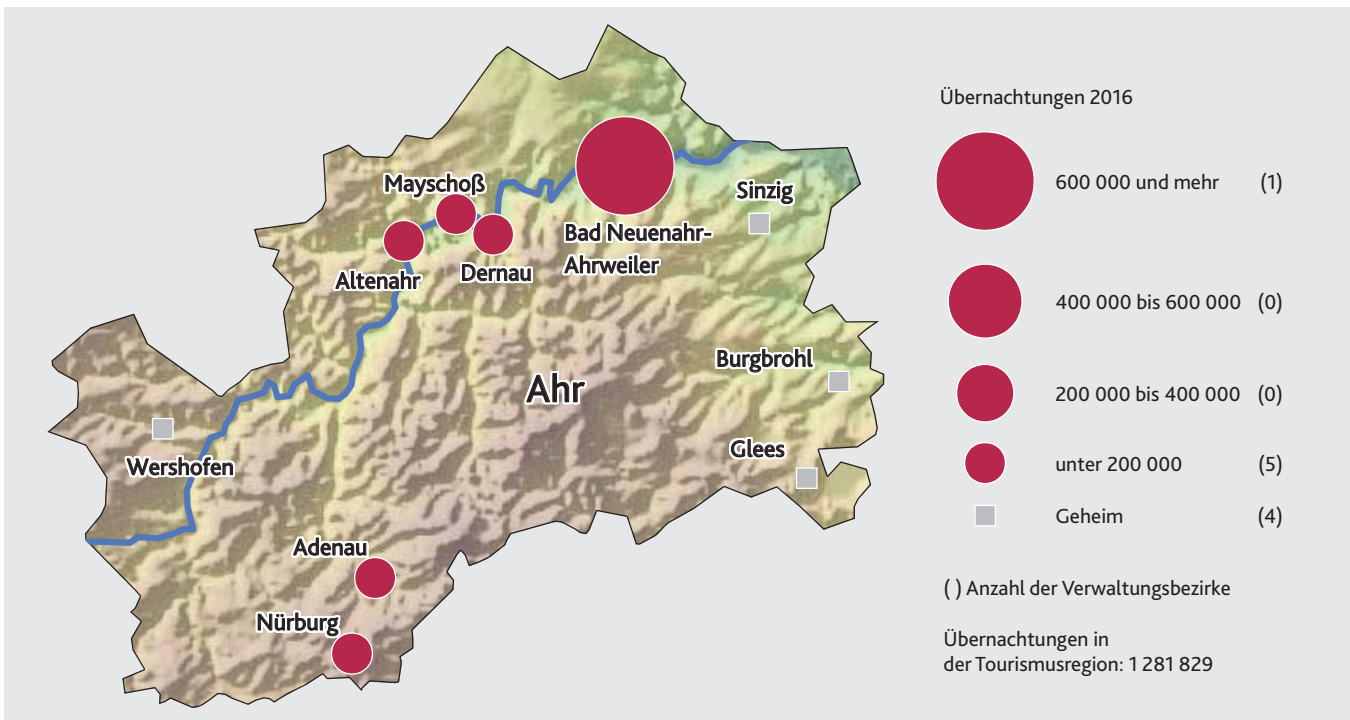 Mayschoß
Altenahr
Dernau
Bad Neuenahr-
Ahrweiler
Sinzig
Ahr
Burgbrohl
Glees
Wershofen
Adenau
Nürburg
Übernachtungen 2016
600 000 und mehr (1)
400 000 bis 600 000 (0)
200 000 bis 400 000 (0)
unter 200 000 (5)
Geheim (4)
( ) Anzahl der Verwaltungsbezirke
Übernachtungen in
der Tourismusregion: 1 281 829